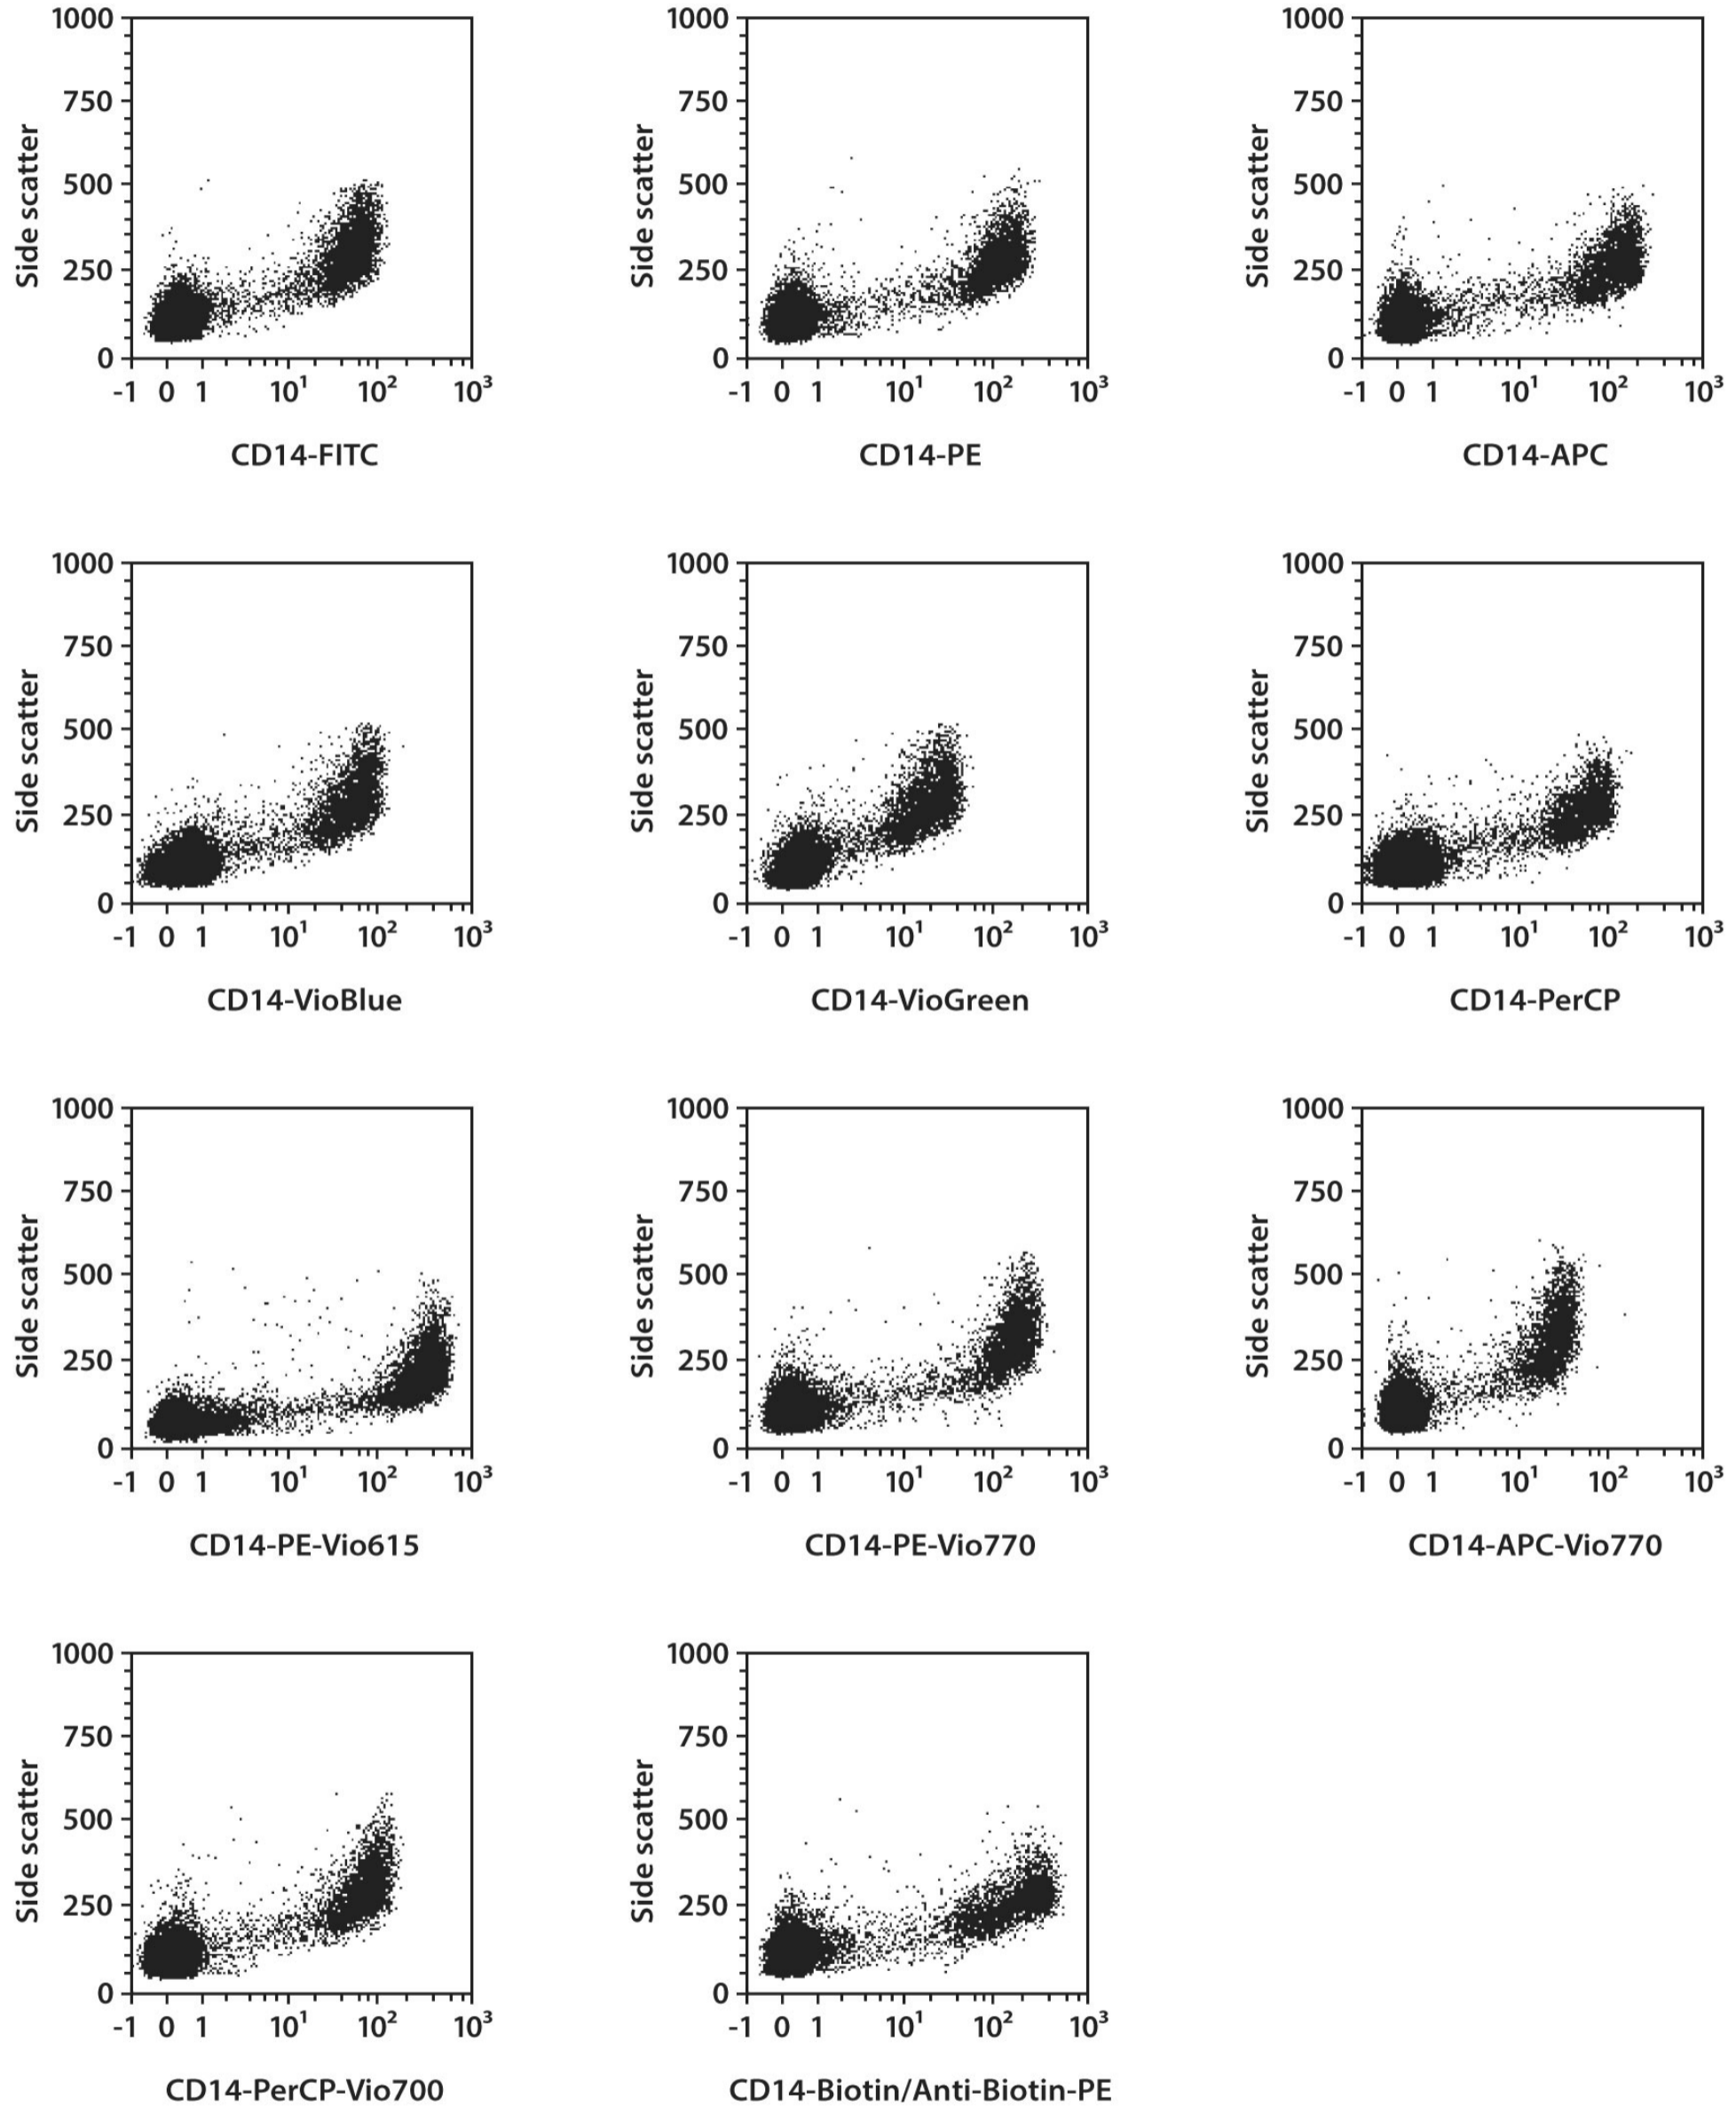 1000 1000 1000
750 750 750
Side scatter Side scatter Side scatter
500 500 500
250 250 250
0 0 0
-1 0 1 10¹ 10² 10³ -1 0 1 10¹ 10² 10³ -1 0 1 10¹ 10² 10³
CD14-FITC CD14-PE CD14-APC
1000 1000 1000
750 750 750
Side scatter Side scatter Side scatter
500 500 500
250 250 250
0 0 0
-1 0 1 10¹ 10² 10³ -1 0 1 10¹ 10² 10³ -1 0 1 10¹ 10² 10³
CD14-VioBlue CD14-VioGreen CD14-PerCP
1000 1000 1000
750 750 750
Side scatter Side scatter Side scatter
500 500 500
250 250 250
0 0 0
-1 0 1 10¹ 10² 10³ -1 0 1 10¹ 10² 10³ -1 0 1 10¹ 10² 10³
CD14-PE-Vio615 CD14-PE-Vio770 CD14-APC-Vio770
1000 1000
750 750
Side scatter Side scatter
500 500
250 250
0 0
-1 0 1 10¹ 10² 10³ -1 0 1 10¹ 10² 10³
CD14-PerCP-Vio700 CD14-Biotin/Anti-Biotin-PE